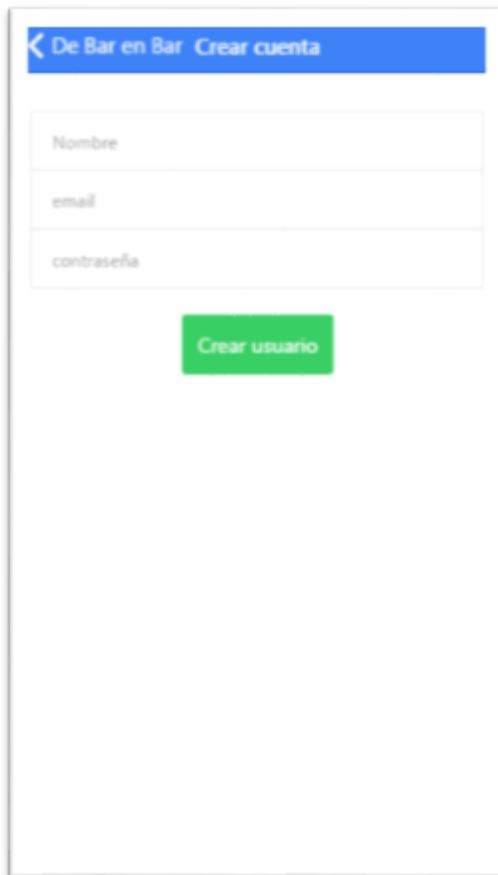 De Bar en Bar Crear cuenta
Nombre
email
contraseña
Crear usuario